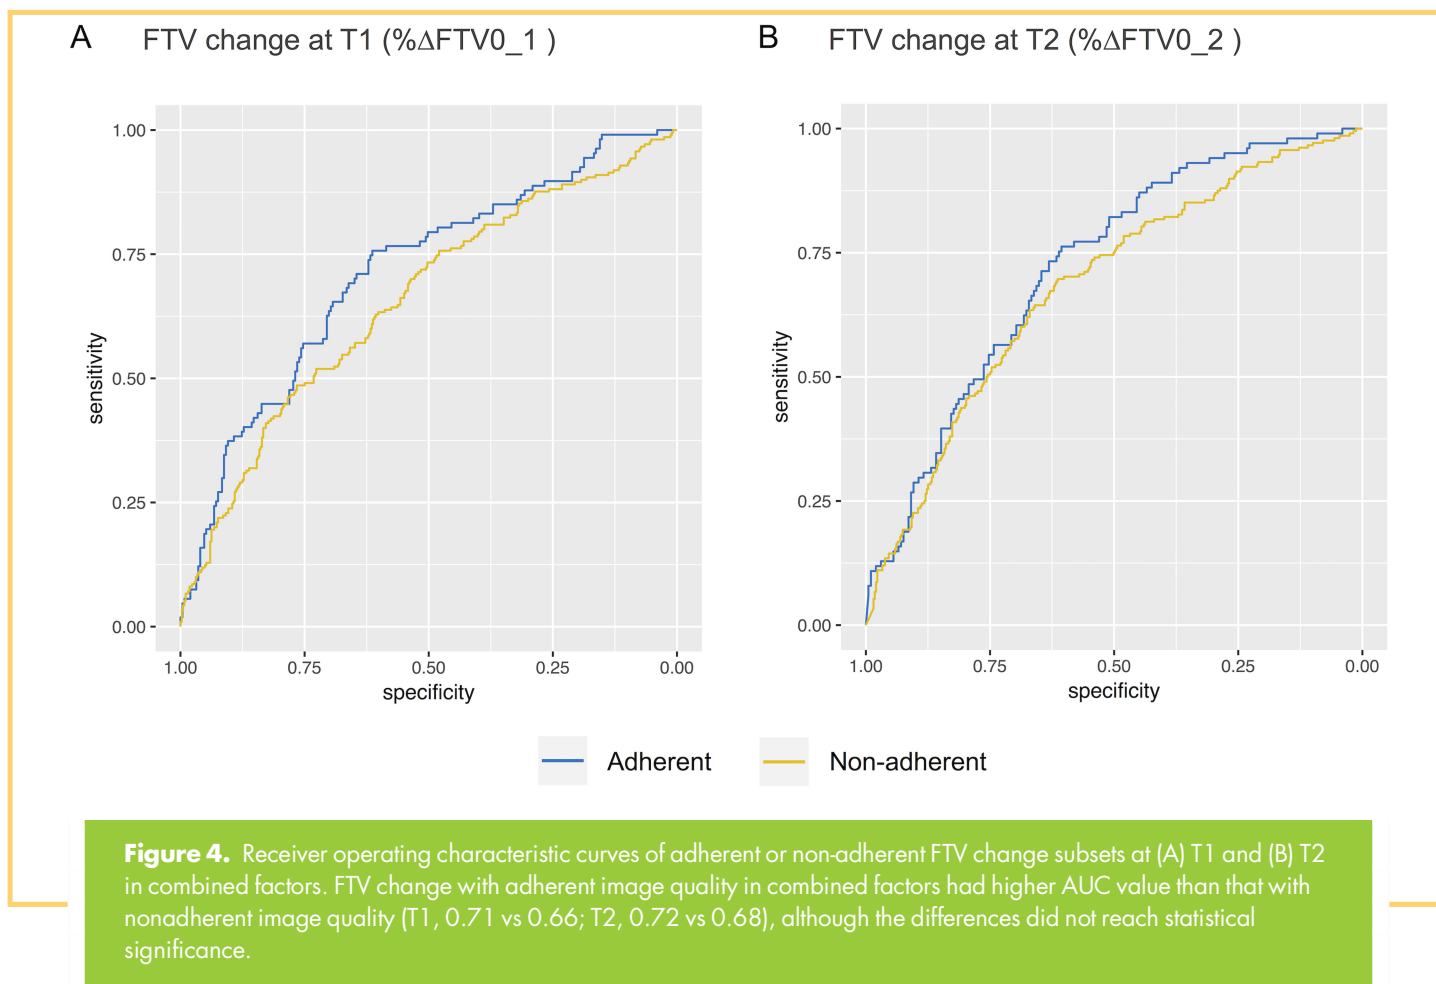 A FTV change at T1 (%ΔFTV0_1 )
1.00
0.75
0.50
0.25
0.00
sensitivity
1.00 0.75 0.50 0.25 0.00
specificity
B FTV change at T2 (%ΔFTV0_2 )
1.00
0.75
0.50
0.25
0.00
sensitivity
1.00 0.75 0.50 0.25 0.00
specificity
Adherent Non-adherent
Figure 4. Receiver operating characteristic curves of adherent or non-adherent FTV change subsets at (A) T1 and (B) T2
in combined factors. FTV change with adherent image quality in combined factors had higher AUC value than that with
nonadherent image quality (T1, 0.71 vs 0.66; T2, 0.72 vs 0.68), although the differences did not reach statistical
significance.